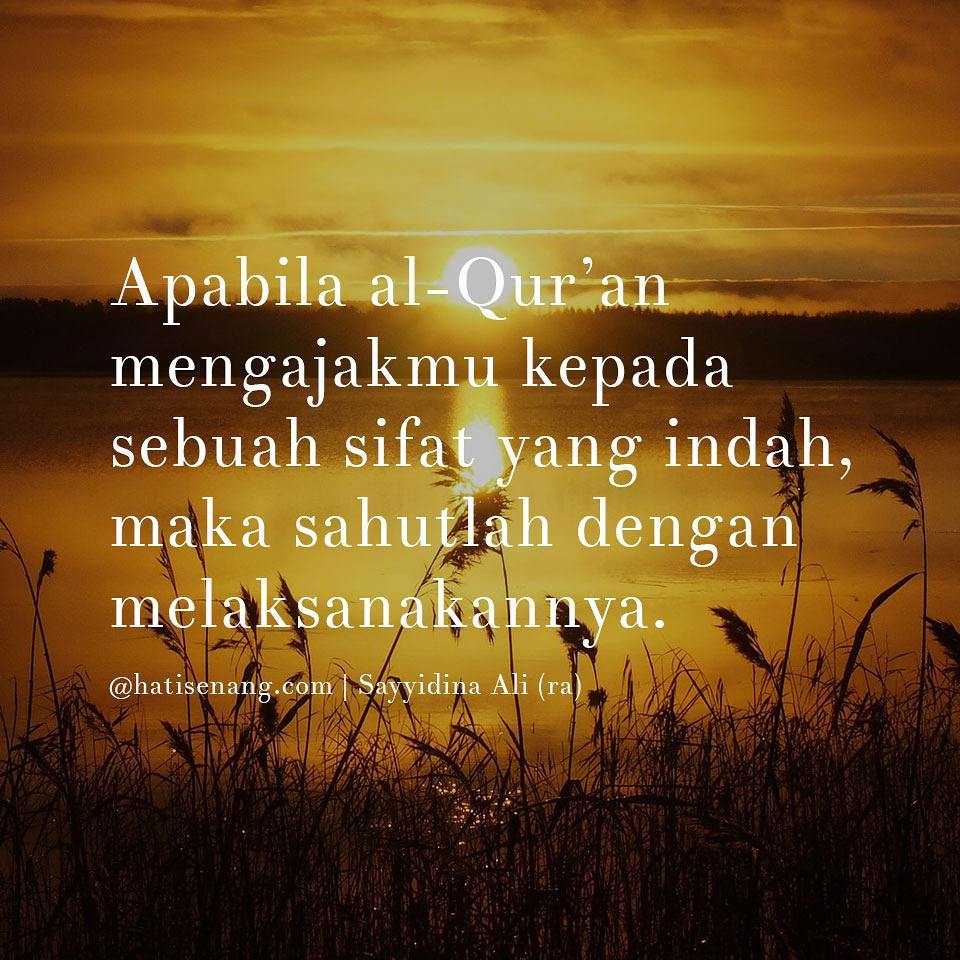 Apabila al-Qur’an
mengajakmu kepada
sebuah sifat yang indah,
maka sahutlah dengan
melaksanakannya.
@hatisenang.com | Sayyidina Ali (ra)